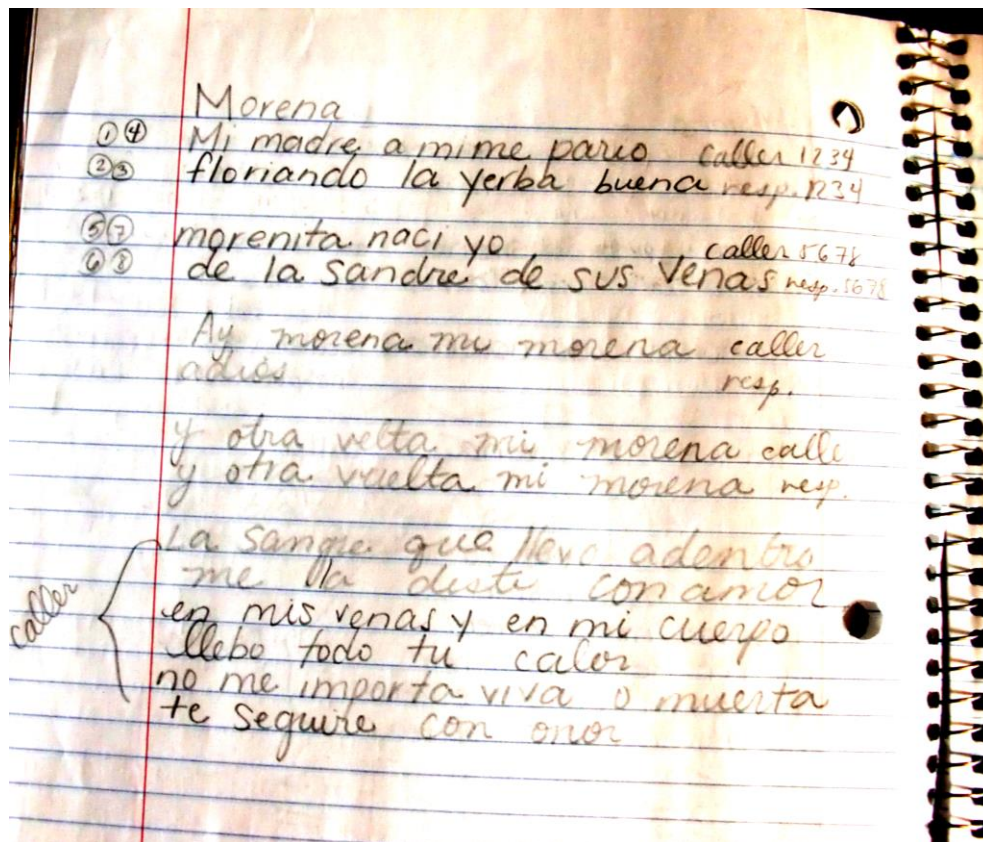 Morena
① ④ Mi madre a mi me pario caller 1234
② ③ floriando la yerba buena resp. 1234
⑤ ⑦ morenita naci yo caller 5678
⑥ ⑧ de la sandre de sus venas resp. 5678
Ay morena mi morena caller
adios resp.
y otra velta mi morena calle
y otra vuelta mi morena resp.
caller
La sangre que llevo adentro
me la diste con amor
en mis venas y en mi cuerpo
llebo todo tu calor
no me importa viva o muerta
te seguire con onor